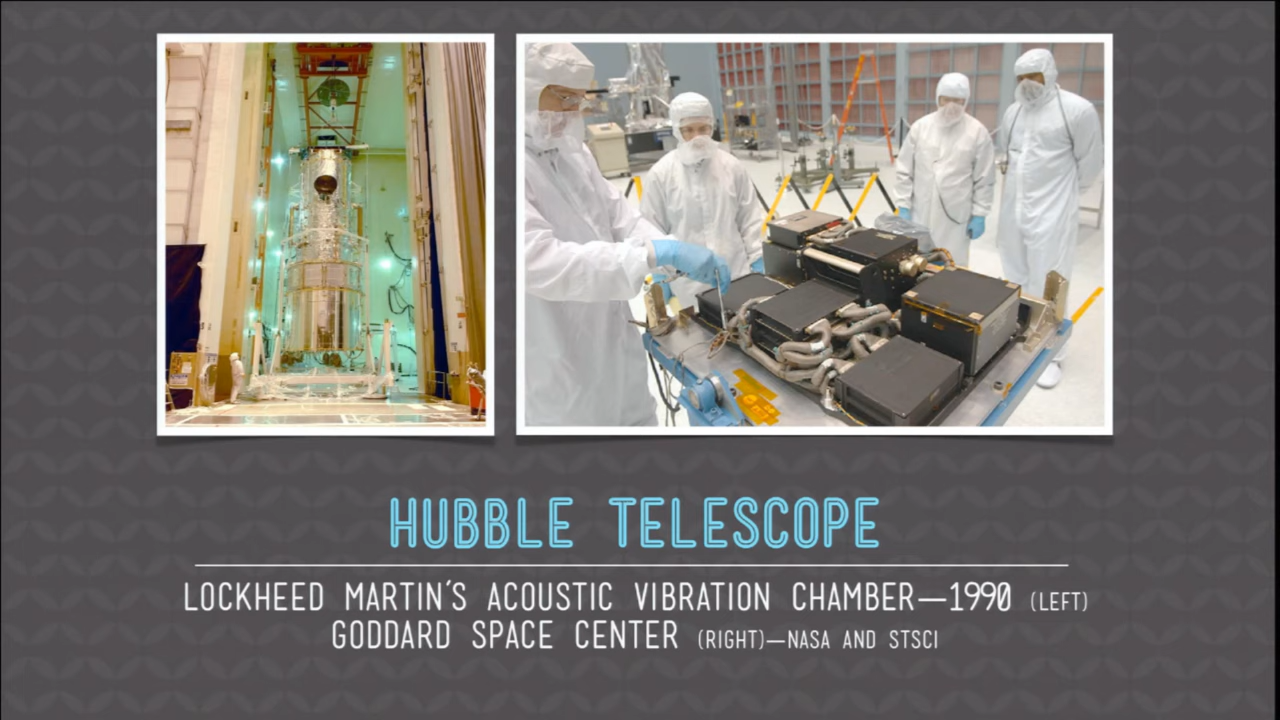 HUBBLE TELESCOPE
LOCKHEED MARTIN'S ACOUSTIC VIBRATION CHAMBER—1990 (LEFT)
GODDARD SPACE CENTER (RIGHT)—NASA AND STSCI